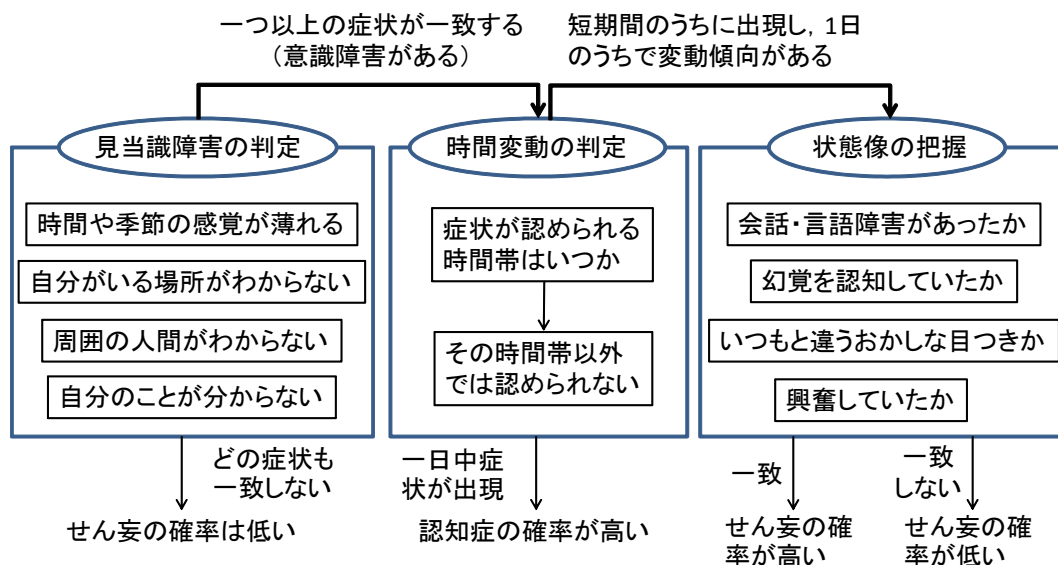 一つ以上の症状が一致する
（意識障害がある）
短期間のうちに出現し, 1日
のうちで変動傾向がある
見当識障害の判定
時間や季節の感覚が薄れる
自分がいる場所がわからない
周囲の人間がわからない
自分のことが分からない
どの症状も
一致しない
せん妄の確率は低い
時間変動の判定
症状が認められる
時間帯はいつか
その時間帯以外
では認められない
一日中症
状が出現
認知症の確率が高い
状態像の把握
会話・言語障害があったか
幻覚を認知していたか
いつもと違うおかしな目つきか
興奮していたか
一致
せん妄の確
率が高い
一致
しない
せん妄の確
率が低い